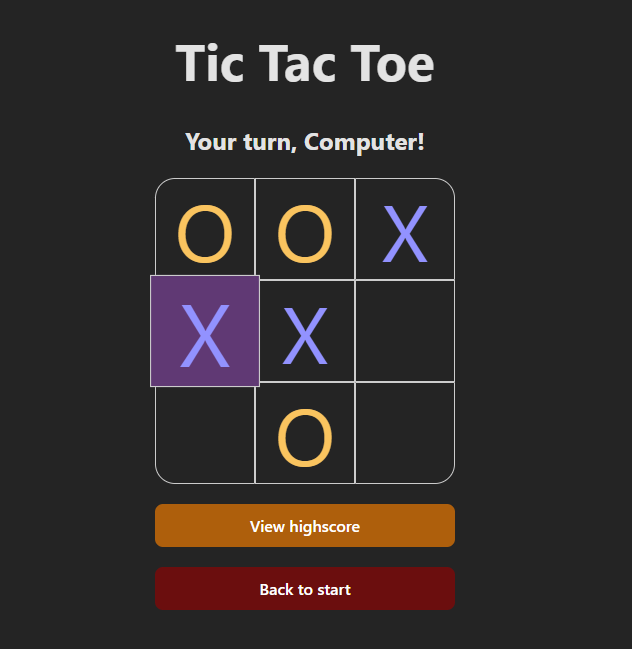 Tic Tac Toe
Your turn, Computer!
O O X
X X
O
View highscore
Back to start